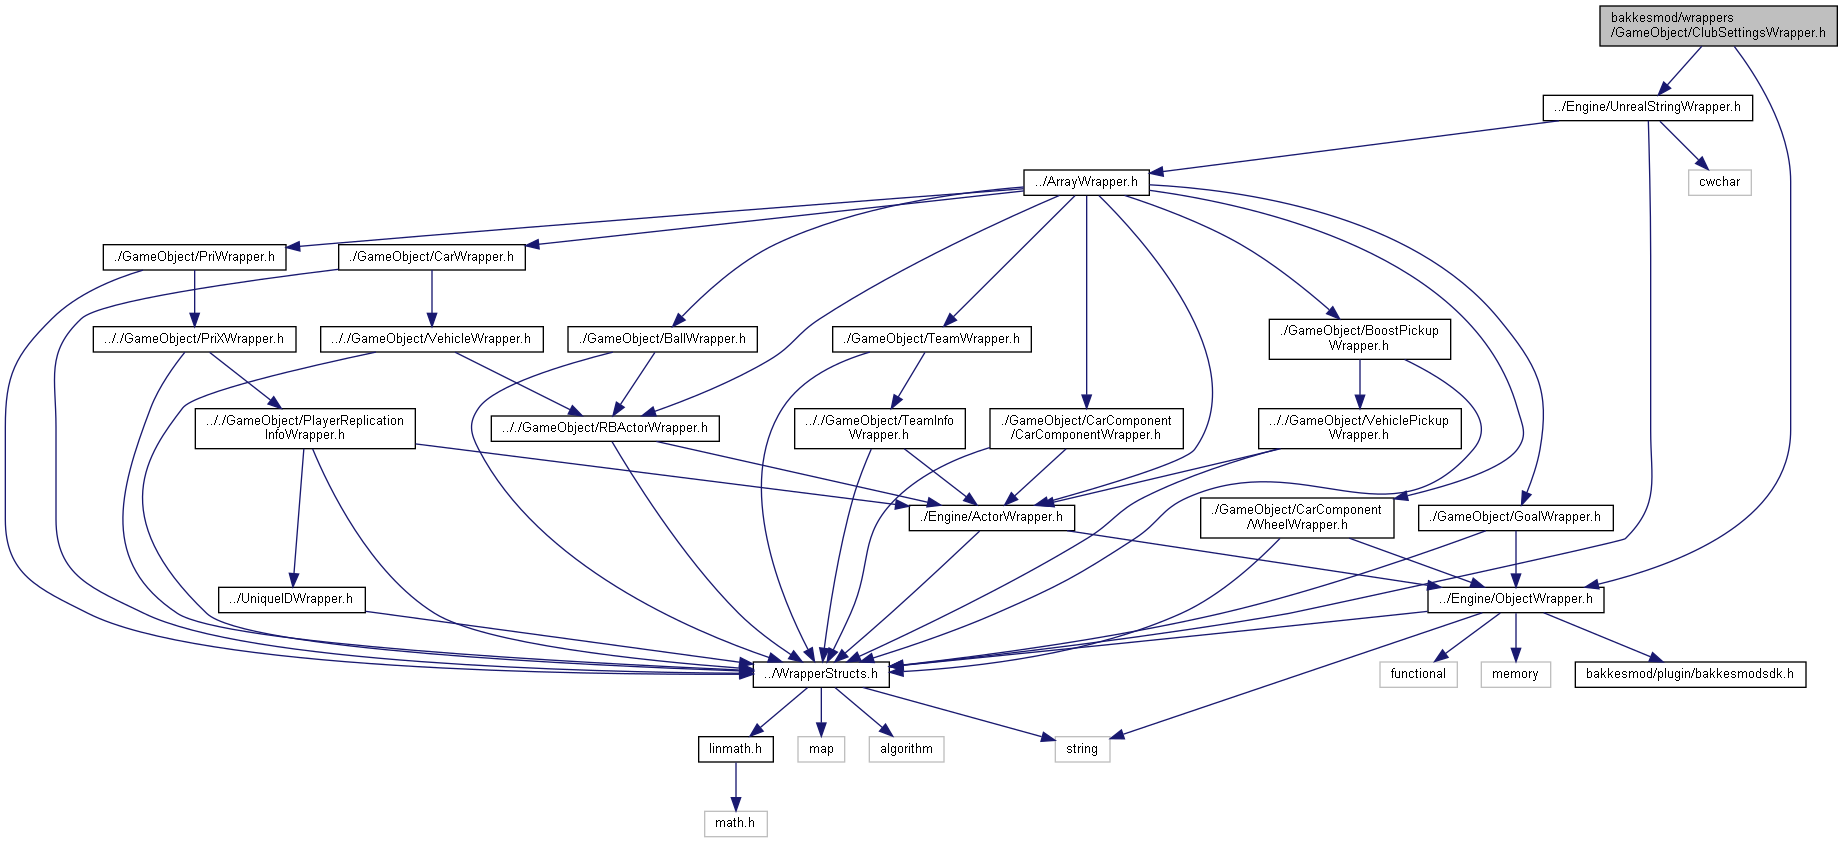 bakkesmod/wrappers
/GameObject/ClubSettingsWrapper.h
../Engine/UnrealStringWrapper.h
../ArrayWrapper.h
cwchar
./GameObject/PriWrapper.h
./GameObject/CarWrapper.h
.././GameObject/PriXWrapper.h
.././GameObject/VehicleWrapper.h
./GameObject/BallWrapper.h
./GameObject/TeamWrapper.h
./GameObject/BoostPickup
Wrapper.h
.././GameObject/PlayerReplication
InfoWrapper.h
.././GameObject/RBActorWrapper.h
.././GameObject/TeamInfo
Wrapper.h
./GameObject/CarComponent
/CarComponentWrapper.h
.././GameObject/VehiclePickup
Wrapper.h
./Engine/ActorWrapper.h
./GameObject/CarComponent
/WheelWrapper.h
./GameObject/GoalWrapper.h
../UniqueIDWrapper.h
../Engine/ObjectWrapper.h
../WrapperStructs.h
functional
memory
bakkesmod/plugin/bakkesmodsdk.h
linmath.h
map
algorithm
string
math.h